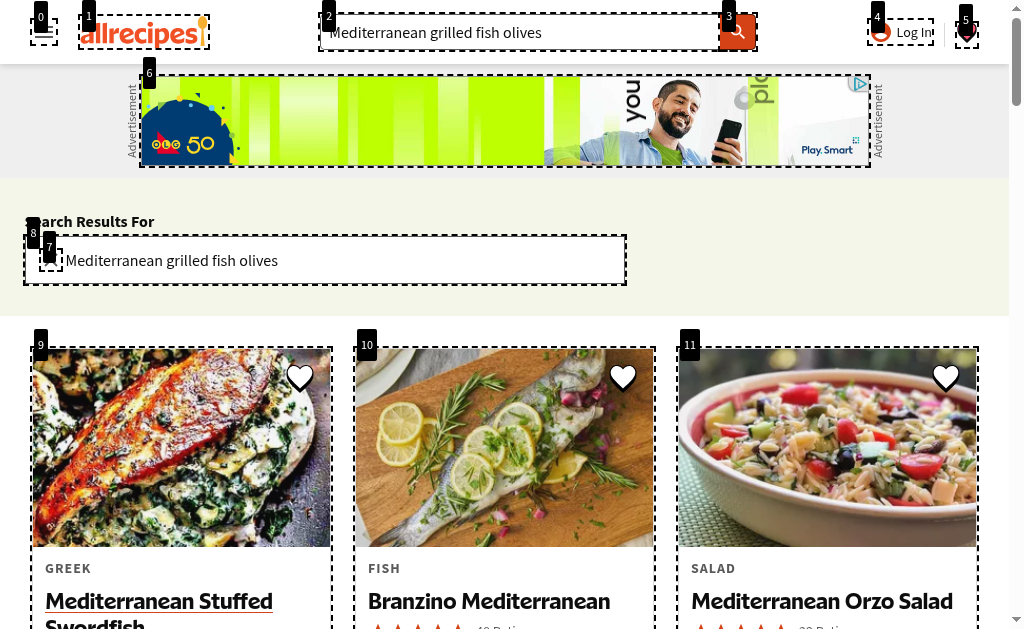 0
1
2
3
4
5
allrecipes
Mediterranean grilled fish olives
Log In
6
Advertisement
OLG 50
you
Play. Smart
Advertisement
Search Results For
8
7
Mediterranean grilled fish olives
9
10
11
GREEK
FISH
SALAD
Mediterranean Stuffed
Swordfish
Branzino Mediterranean
Mediterranean Orzo Salad